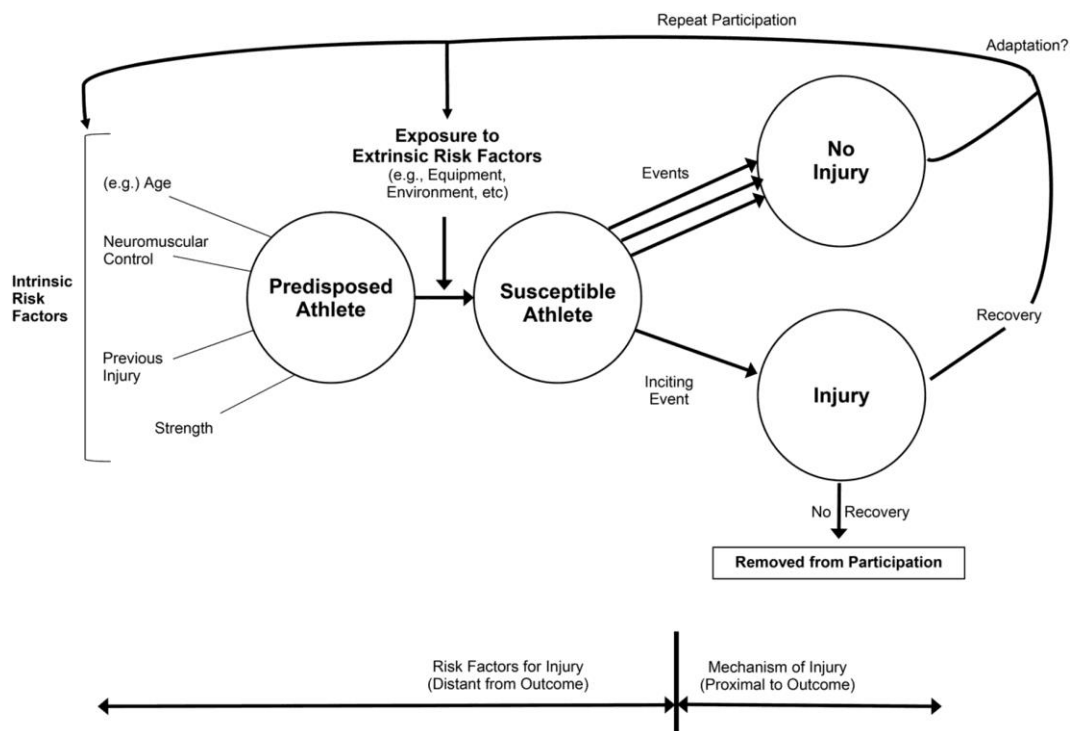 Repeat Participation
Adaptation?
Exposure to
Extrinsic Risk Factors
(e.g., Equipment,
Environment, etc)
Events
No
Injury
(e.g.) Age
Neuromuscular
Control
Intrinsic
Risk
Factors
Previous
Injury
Strength
Predisposed
Athlete
Susceptible
Athlete
Inciting
Event
Injury
Recovery
No Recovery
Removed from Participation
Risk Factors for Injury
(Distant from Outcome)
Mechanism of Injury
(Proximal to Outcome)